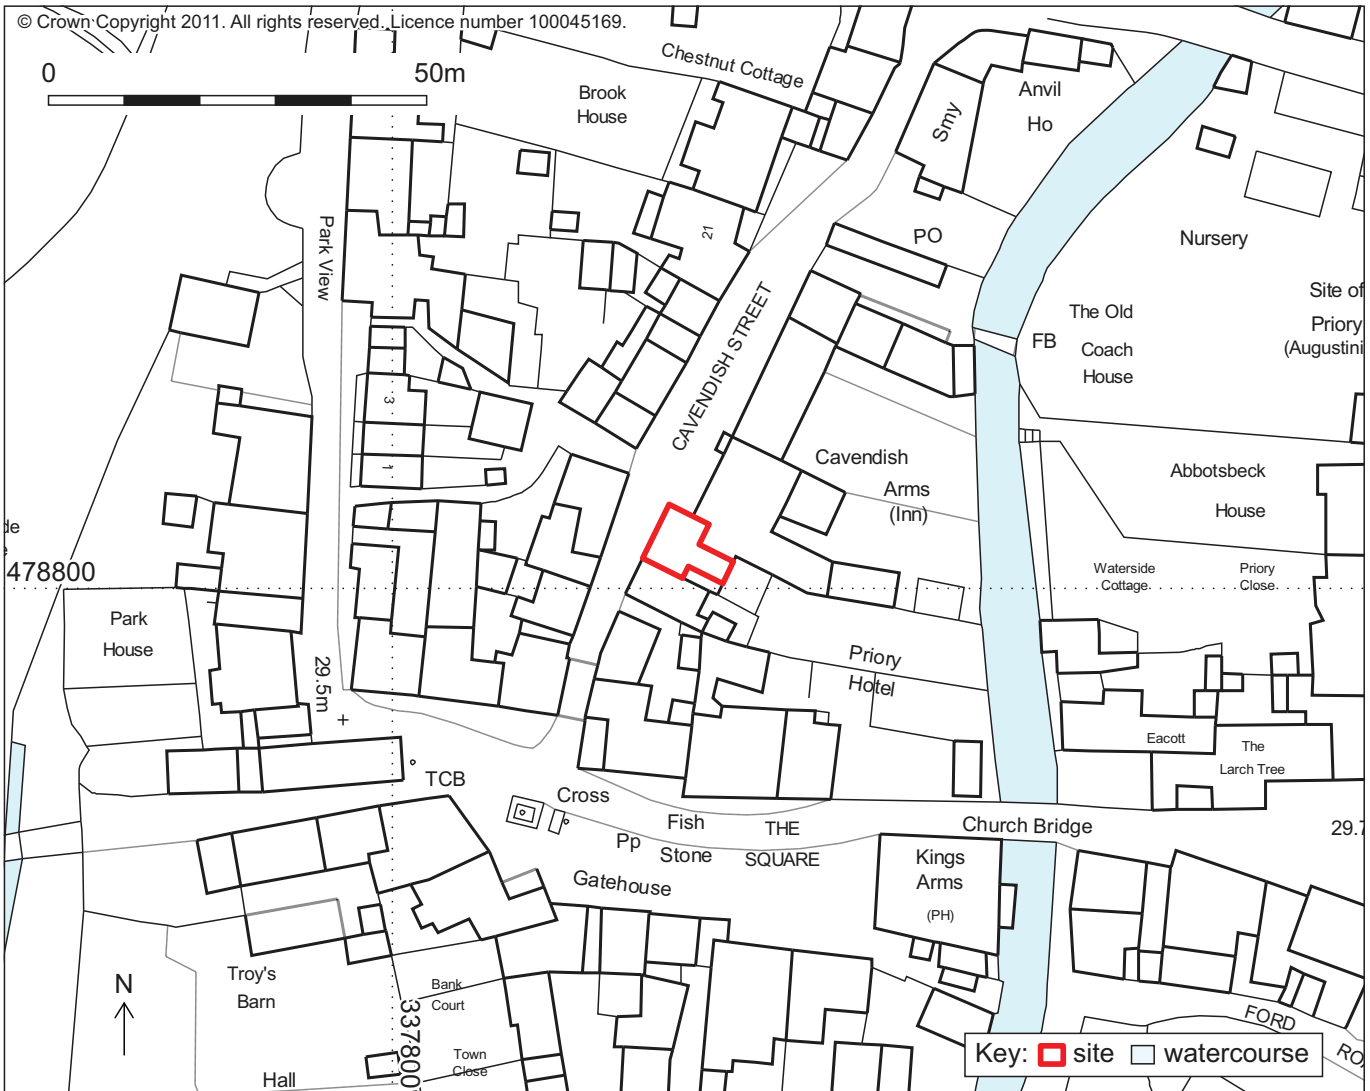 © Crown Copyright 2011. All rights reserved. Licence number 100045169.
0
50m
Chestnut Cottage
Brook
House
Smy
Anvil
Ho
Park View
21
PO
Nursery
CAVENDISH STREET
Site of
Priory
(Augustini
The Old
FB
Coach
House
3
1
Cavendish
Arms
(Inn)
Abbotsbeck
House
de
478800
Waterside
Cottage
Priory
Close
Park
House
29.5m
Priory
Hotel
Eacott
The
Larch Tree
TCB
Cross
Fish
Pp
Stone
THE
SQUARE
Church Bridge
29.7
Gatehouse
Kings
Arms
(PH)
Troy's
Barn
Bank
Court
N
337800
Town
Close
Hall
FORD
RO
Key: site watercourse